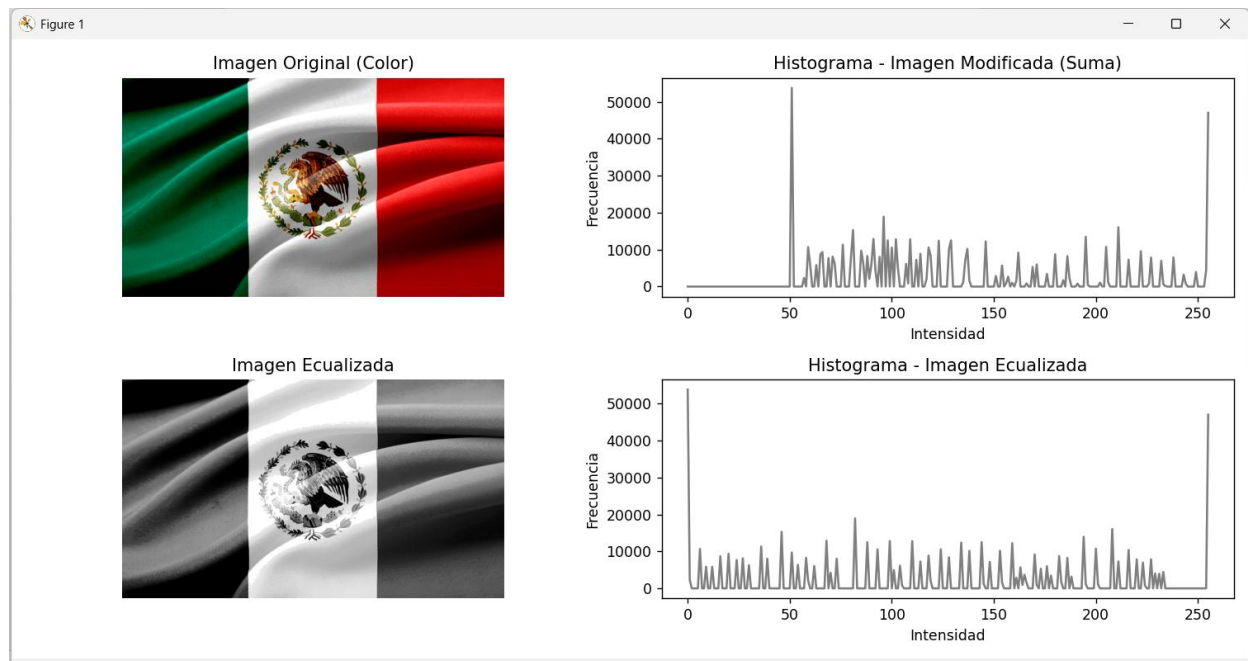 Figure 1
Imagen Original (Color)
Histograma - Imagen Modificada (Suma)
50000
40000
30000
20000
10000
0
Frecuencia
0 50 100 150 200 250
Intensidad
Imagen Ecualizada
Histograma - Imagen Ecualizada
50000
40000
30000
20000
10000
0
Frecuencia
0 50 100 150 200 250
Intensidad